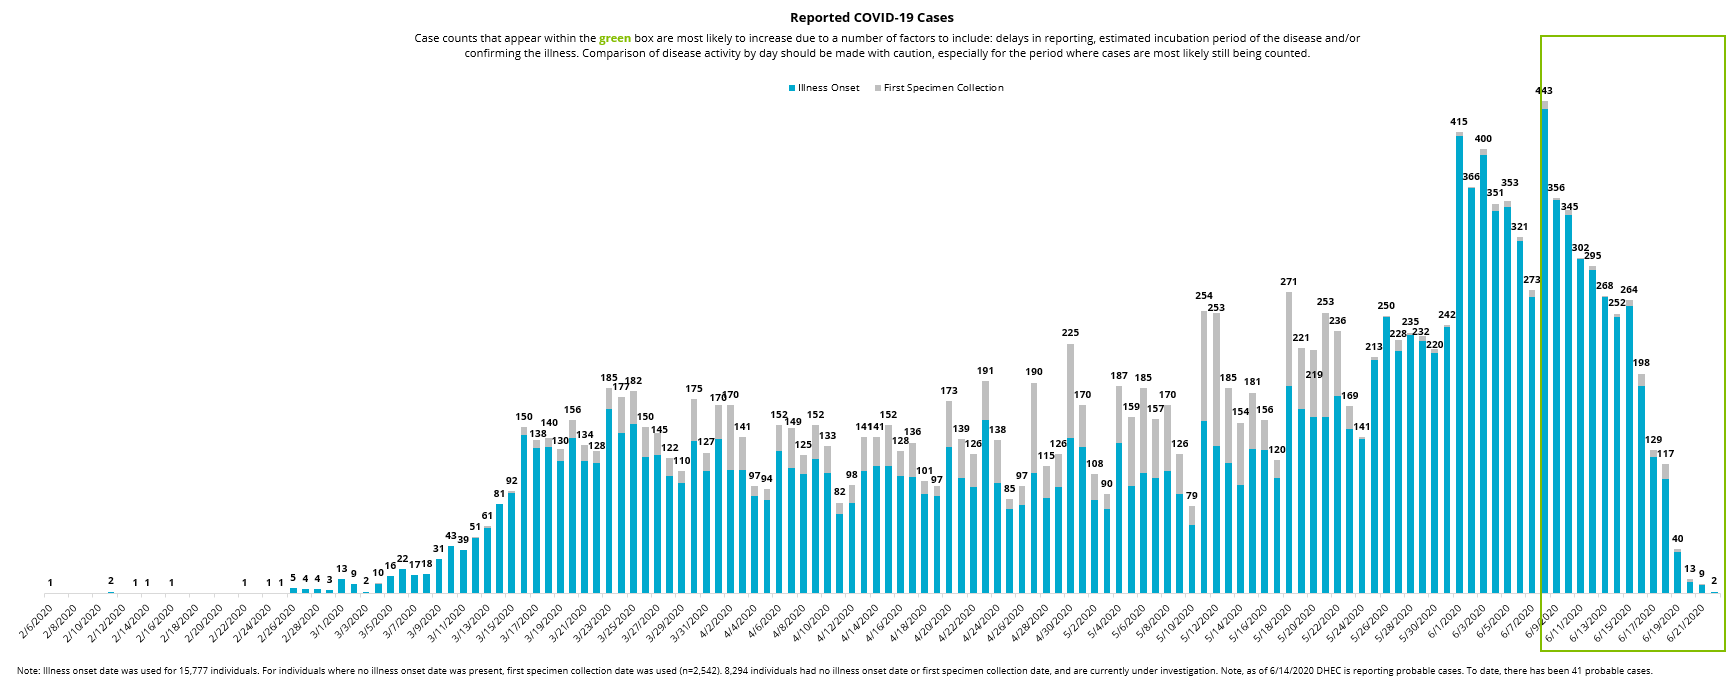 Reported COVID-19 Cases
Case counts that appear within the green box are most likely to increase due to a number of factors to include: delays in reporting, estimated incubation period of the disease and/or
confirming the illness. Comparison of disease activity by day should be made with caution, especially for the period where cases are most likely still being counted.
Illness Onset First Specimen Collection
1 2 1 1 1 1 1 1 5 4 4 3 13 9 2 10 16 22 17 18 31 43 39 51 61 81 92 150 138 140 130 156 134 128 185 177 182 150 145 122 110 175 127 170 170 141 97 94 152 149 125 152 133 82 98 141 141 152 128 136 101 97 173 139 126 191 138 85 97 190 115 126 225 170 108 90 187 159 185 157 170 126 79 254 253 185 154 181 156 120 271 221 219 253 236 169 141 213 250 228 235 232 220 242 415 366 400 351 353 321 273 443 356 345 302 295 268 252 264 198 129 117 40 13 9 2
2/6/2020 2/8/2020 2/10/2020 2/12/2020 2/14/2020 2/16/2020 2/18/2020 2/20/2020 2/22/2020 2/24/2020 2/26/2020 2/28/2020 3/1/2020 3/3/2020 3/5/2020 3/7/2020 3/9/2020 3/11/2020 3/13/2020 3/15/2020 3/17/2020 3/19/2020 3/21/2020 3/23/2020 3/25/2020 3/27/2020 3/29/2020 3/31/2020 4/2/2020 4/4/2020 4/6/2020 4/8/2020 4/10/2020 4/12/2020 4/14/2020 4/16/2020 4/18/2020 4/20/2020 4/22/2020 4/24/2020 4/26/2020 4/28/2020 4/30/2020 5/2/2020 5/4/2020 5/6/2020 5/8/2020 5/10/2020 5/12/2020 5/14/2020 5/16/2020 5/18/2020 5/20/2020 5/22/2020 5/24/2020 5/26/2020 5/28/2020 5/30/2020 6/1/2020 6/3/2020 6/5/2020 6/7/2020 6/9/2020 6/11/2020 6/13/2020 6/15/2020 6/17/2020 6/19/2020 6/21/2020
Note: Illness onset date was used for 15,777 individuals. For individuals where no illness onset date was present, first specimen collection date was used (n=2,542). 8,294 individuals had no illness onset date or first specimen collection date, and are currently under investigation. Note, as of 6/14/2020 DHEC is reporting probable cases. To date, there has been 41 probable cases.